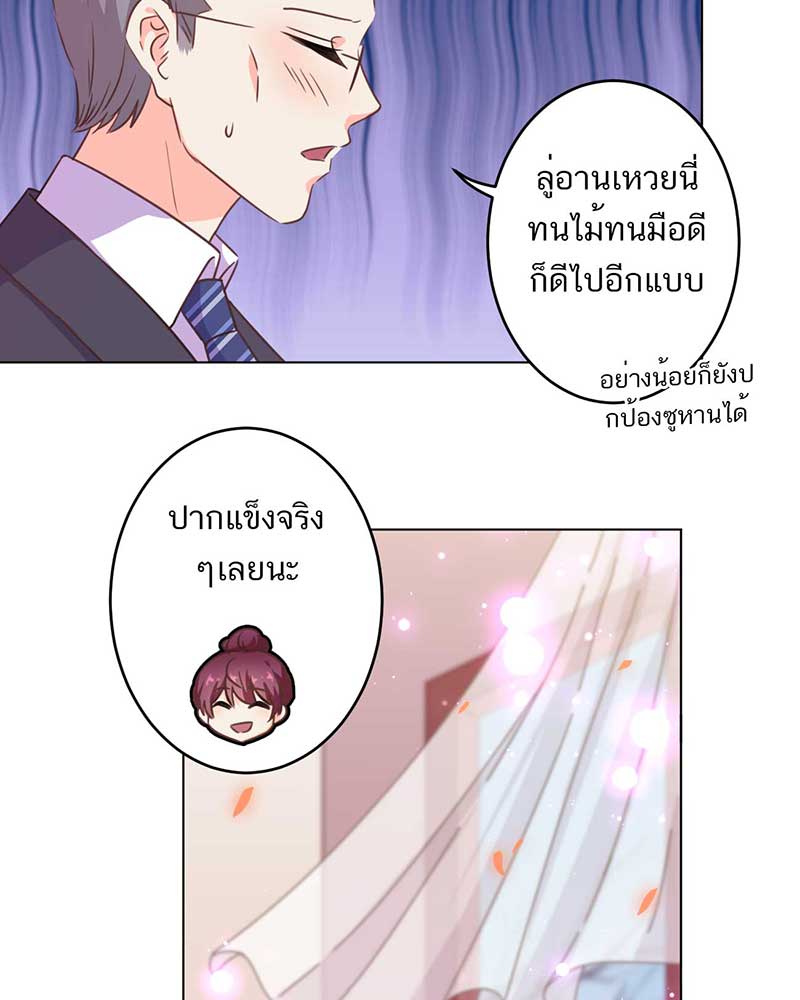 ลู่อานเหวยนี่
ทนไม้ทนมือดี
ก็ดีไปอีกแบบ
อย่างน้อยก็ยังป
กป้องซูหานได้
ปากแข็งจริง
ๆเลยนะ